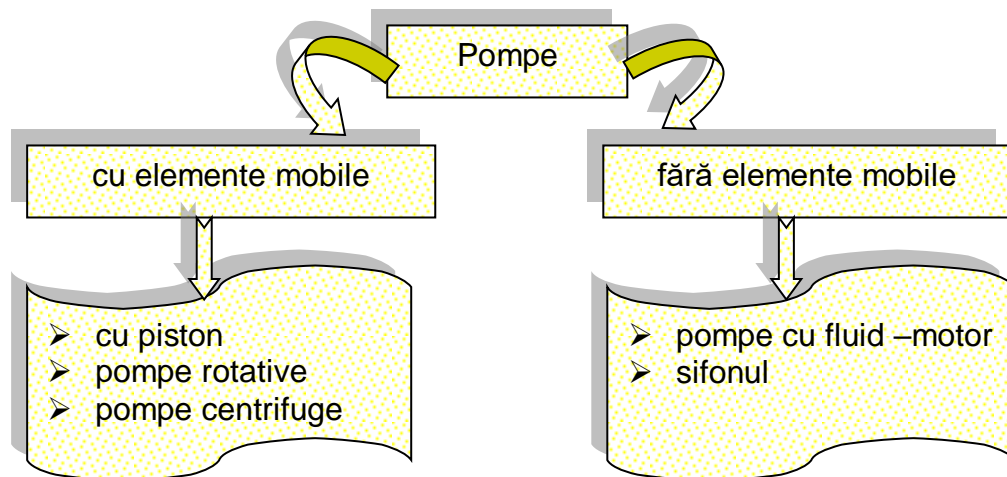 Pompe
cu elemente mobile
fără elemente mobile
➢ cu piston
➢ pompe rotative
➢ pompe centrifuge
➢ pompe cu fluid –motor
➢ sifonul